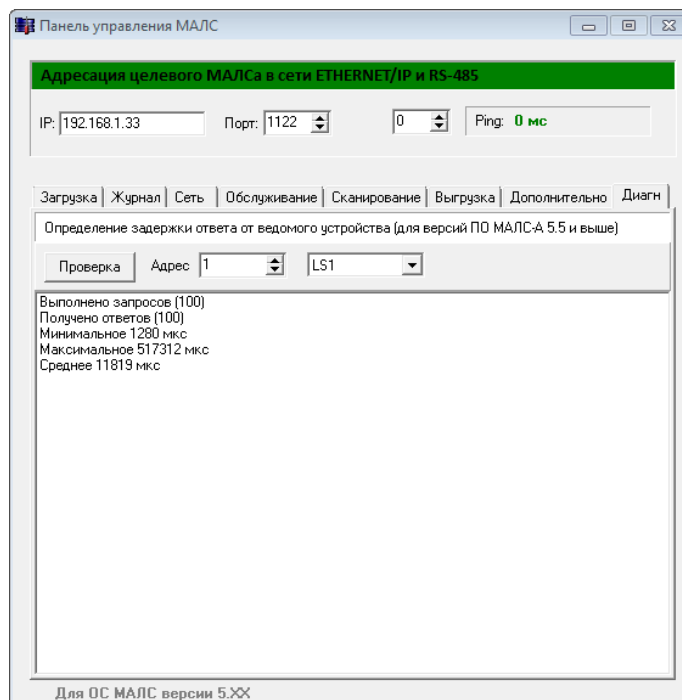 Панель управления МАЛС
Адресация целевого МАЛСа в сети ETHERNET/IP и RS-485
IP: 192.168.1.33 Порт: 1122 0 Ping: 0 мс
Загрузка Журнал Сеть Обслуживание Сканирование Выгрузка Дополнительно Диагн
Определение задержки ответа от ведомого устройства (для версий ПО МАЛС-А 5.5 и выше)
Проверка Адрес 1 LS1
Выполнено запросов (100)
Получено ответов (100)
Минимальное 1280 мкс
Максимальное 517312 мкс
Среднее 11819 мкс
Для ОС МАЛС версии 5.XX